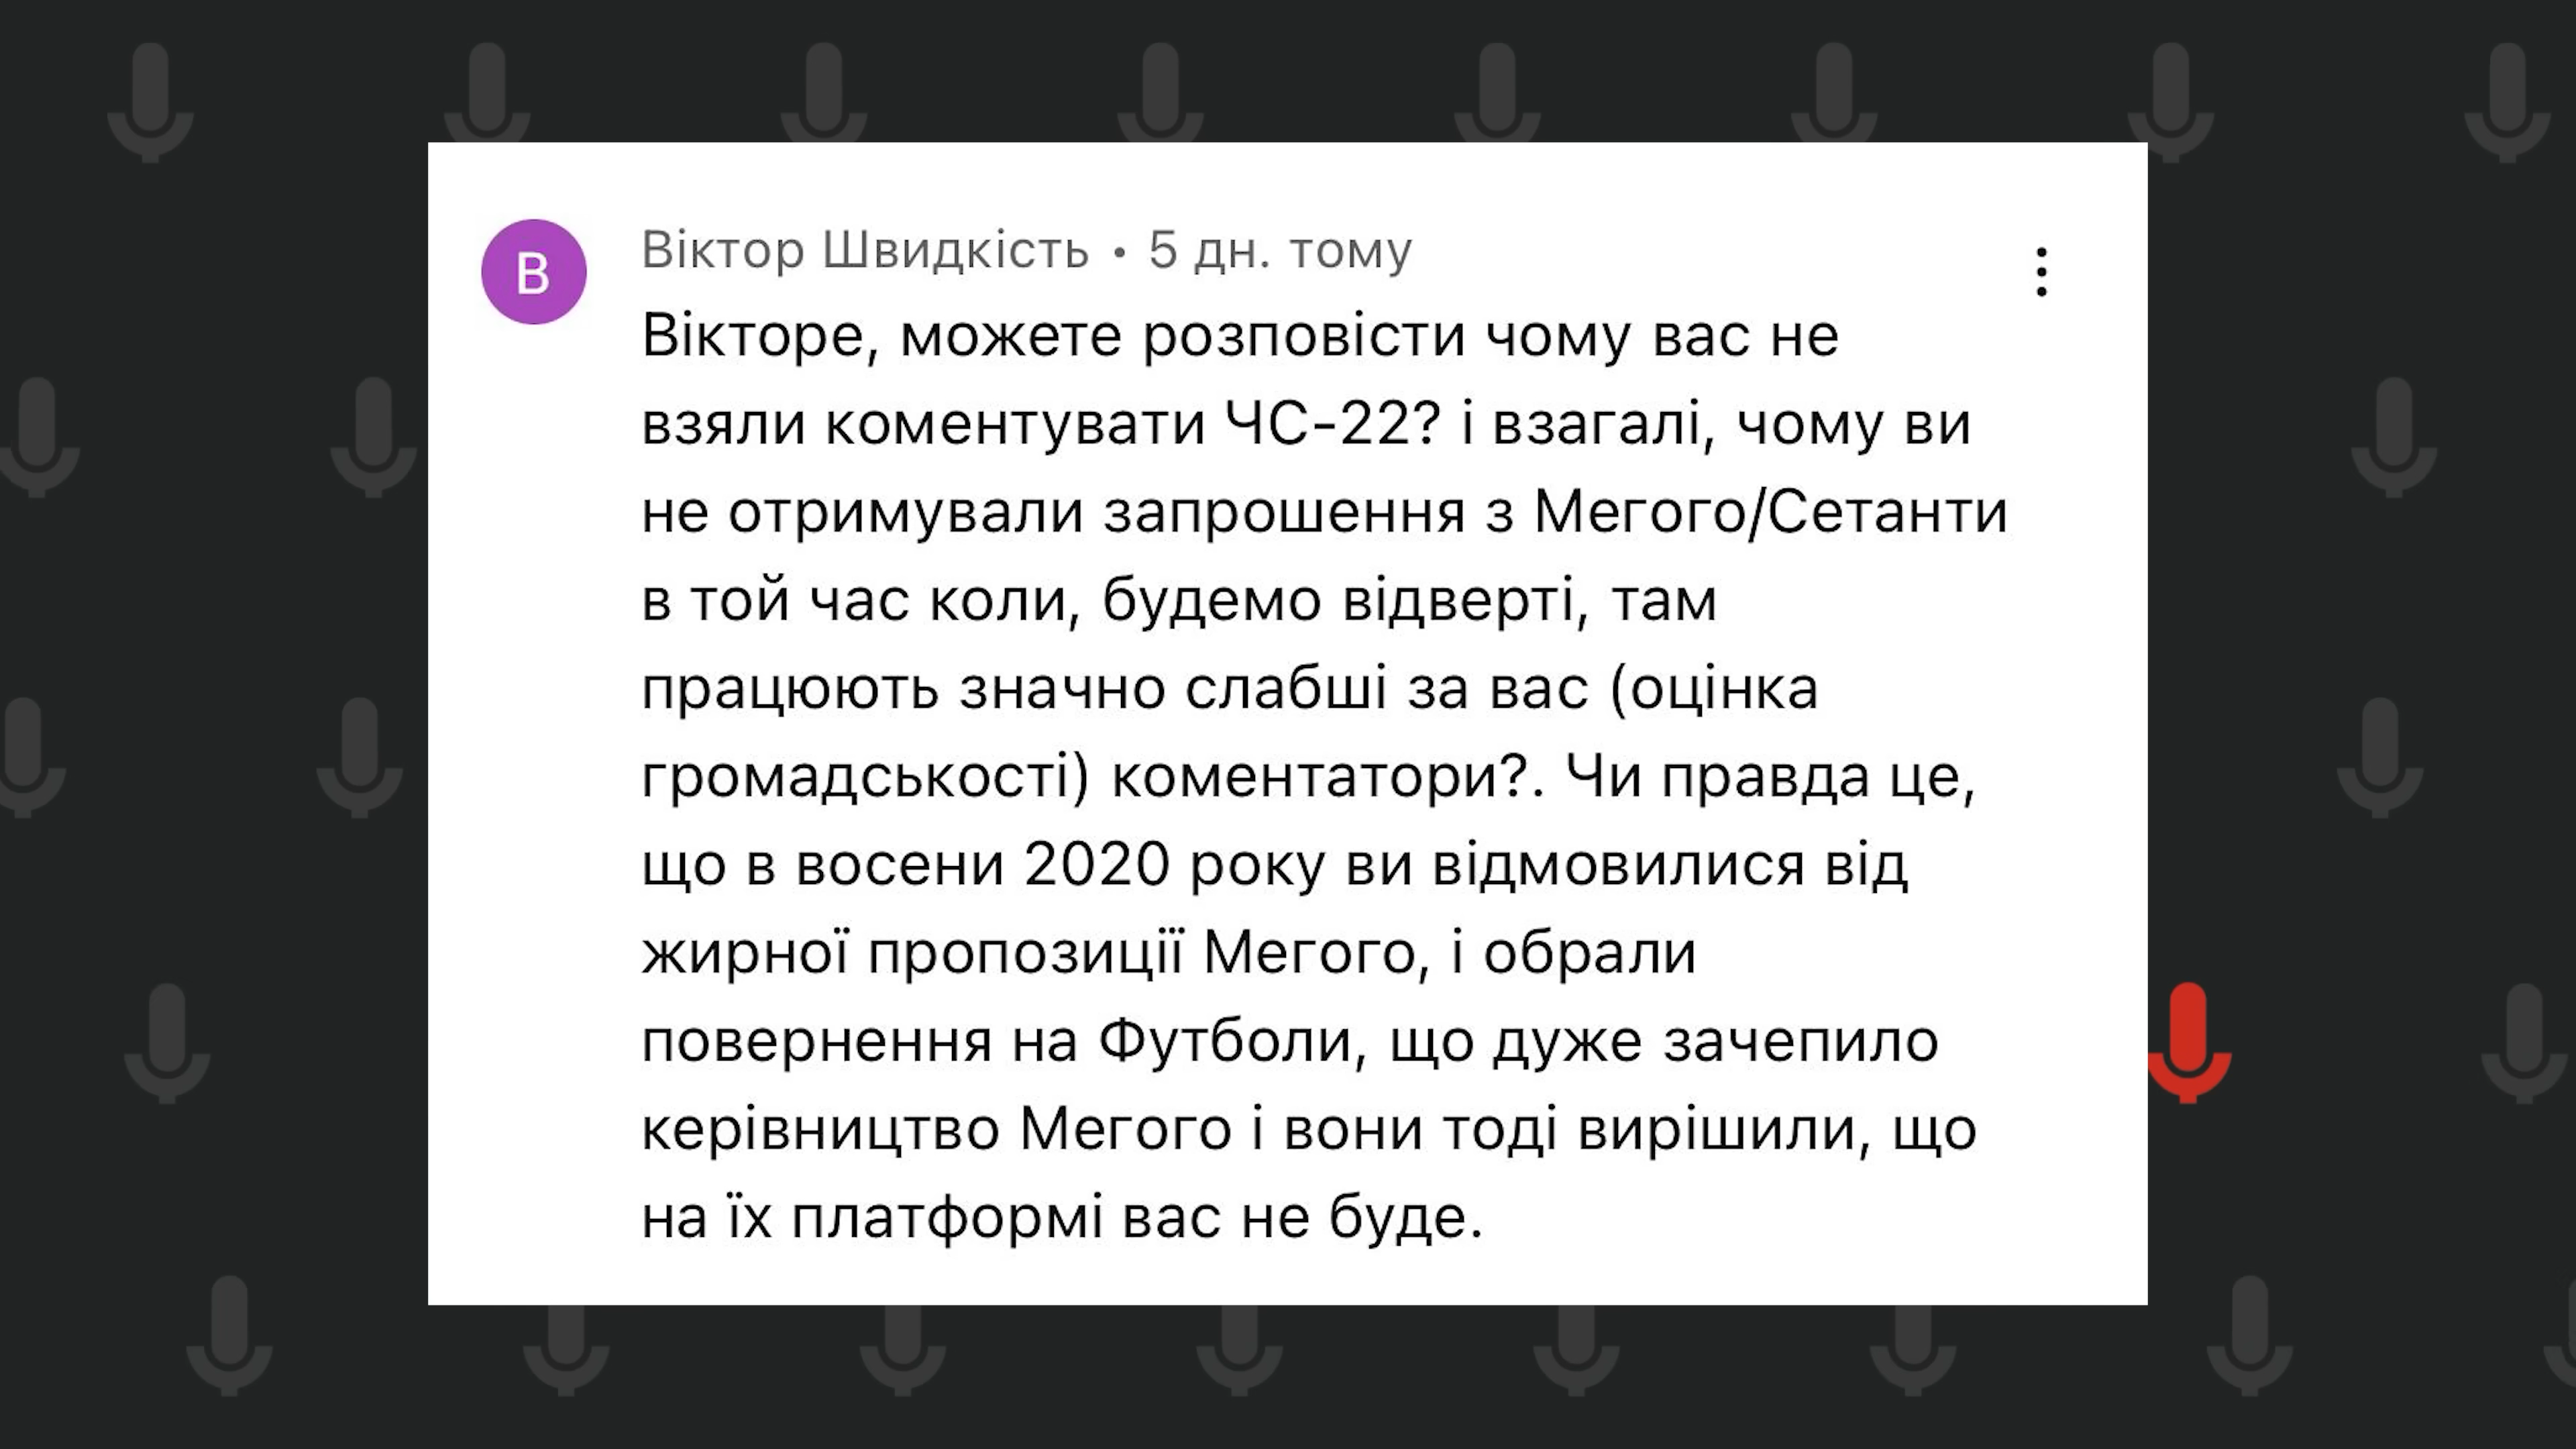 В
Віктор Швидкість • 5 дн. тому
Вікторе, можете розповісти чому вас не
взяли коментувати ЧС-22? і взагалі, чому ви
не отримували запрошення з Мегого/Сетанти
в той час коли, будемо відверті, там
працюють значно слабші за вас (оцінка
громадськості) коментатори?. Чи правда це,
що в восени 2020 року ви відмовилися від
жирної пропозиції Мегого, і обрали
повернення на Футболи, що дуже зачепило
керівництво Мегого і вони тоді вирішили, що
на їх платформі вас не буде.